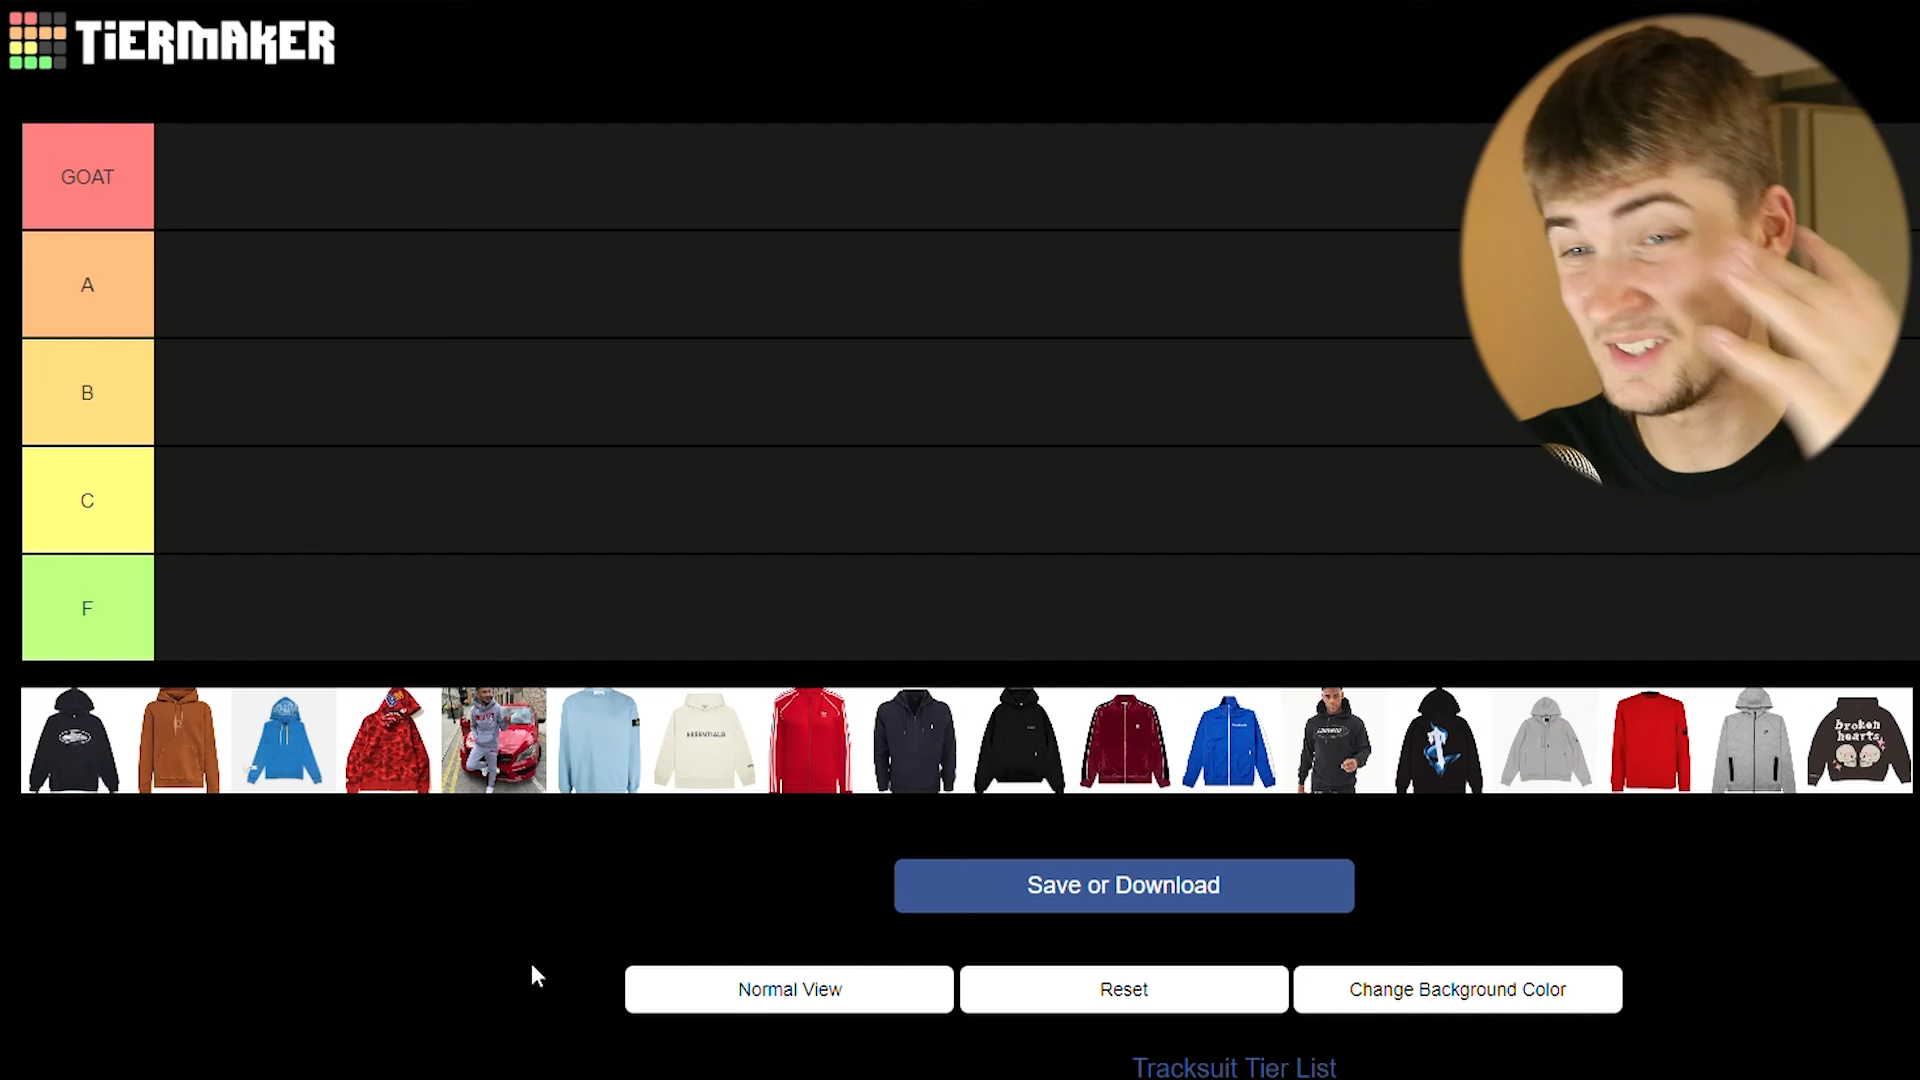 TiERMAKER
GOAT
A
B
C
F
ESSENTIALS
broken
hearts
Save or Download
Normal View
Reset
Change Background Color
Tracksuit Tier List